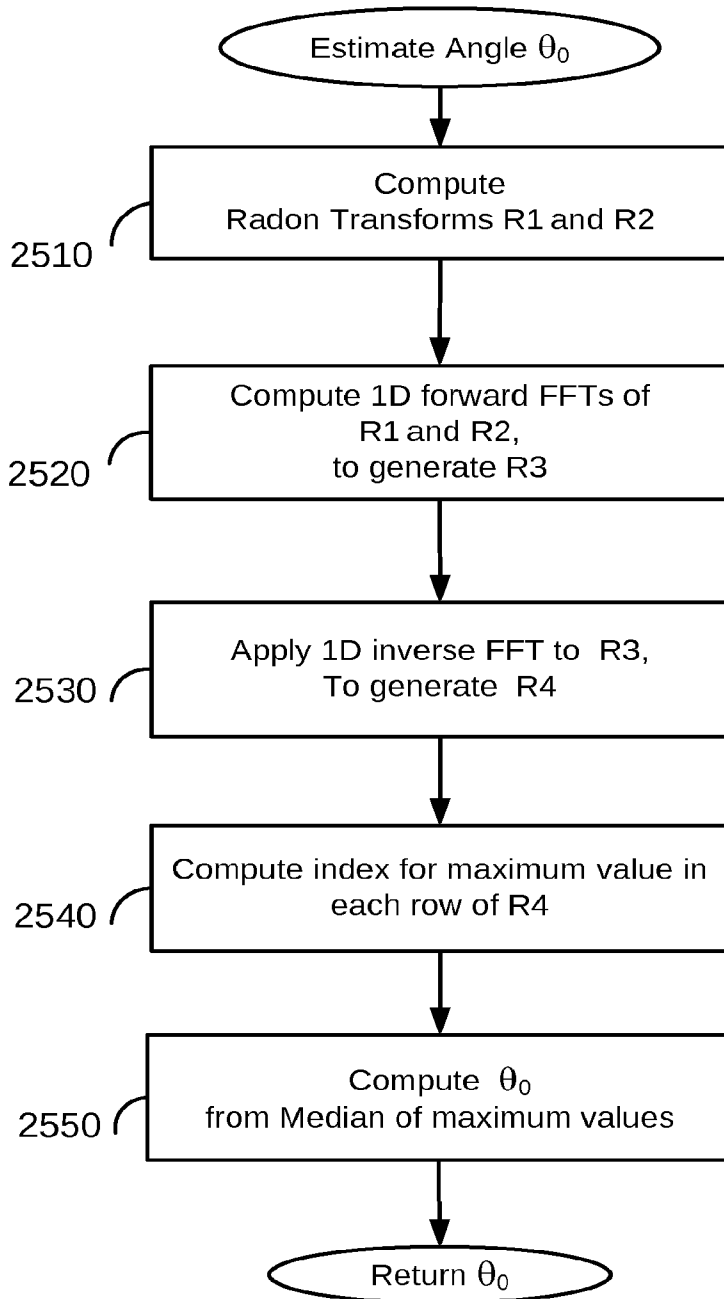 Estimate Angle θ₀
Compute
Radon Transforms R1 and R2
2510
Compute 1D forward FFTs of
R1 and R2,
to generate R3
2520
Apply 1D inverse FFT to R3,
To generate R4
2530
Compute index for maximum value in
each row of R4
2540
Compute θ₀
from Median of maximum values
2550
Return θ₀